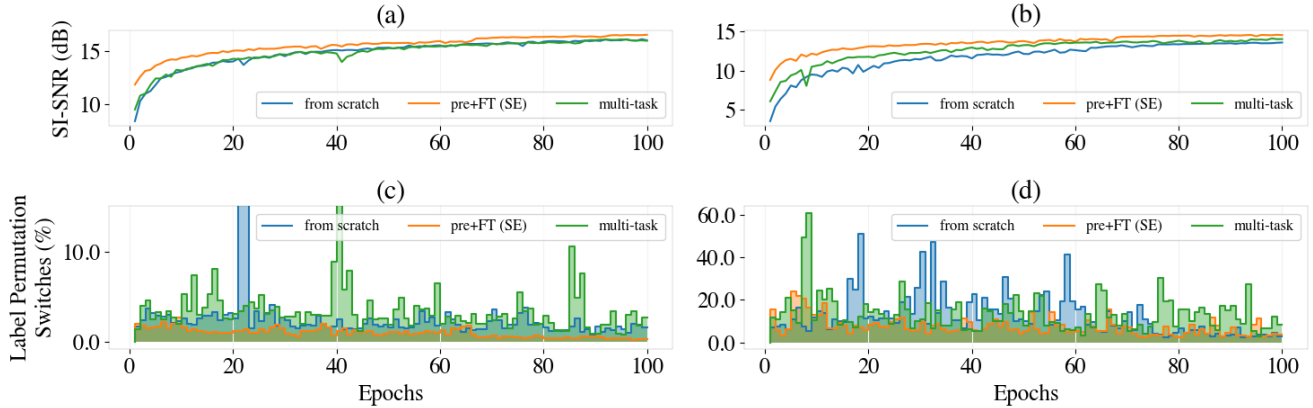 (a)
(b)
SI-SNR (dB)
15
10
from scratch pre+FT (SE) multi-task
0 20 40 60 80 100
15
10
5
from scratch pre+FT (SE) multi-task
0 20 40 60 80 100
(c)
(d)
Label Permutation
Switches (%)
10.0
0.0
from scratch pre+FT (SE) multi-task
0 20 40 60 80 100
Epochs
60.0
40.0
20.0
0.0
from scratch pre+FT (SE) multi-task
0 20 40 60 80 100
Epochs